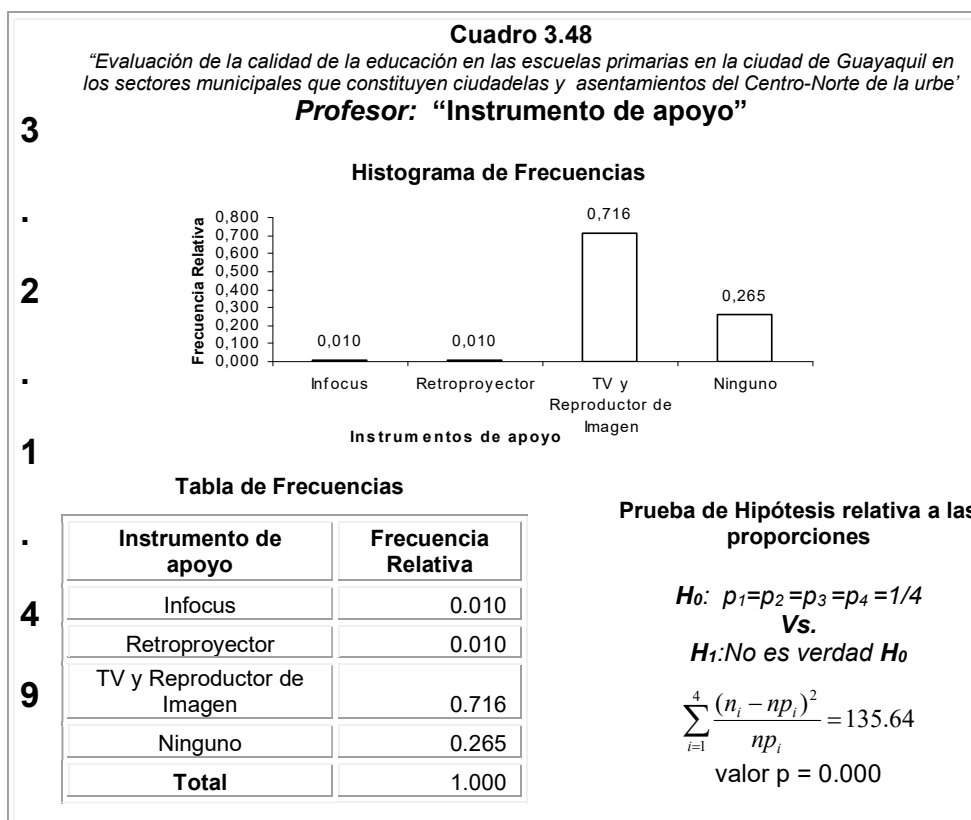 Cuadro 3.48
“Evaluación de la calidad de la educación en las escuelas primarias en la ciudad de Guayaquil en
los sectores municipales que constituyen ciudadelas y asentamientos del Centro-Norte de la urbe’
Profesor: “Instrumento de apoyo”
3
.
2
.
1
.
4
9
Histograma de Frecuencias
Frecuencia Relativa
0,800
0,700
0,600
0,500
0,400
0,300
0,200
0,100
0,000
0,010
0,010
0,716
0,265
Infocus
Retroproyector
TV y
Reproductor de
Imagen
Ninguno
Instrumentos de apoyo
Tabla de Frecuencias
Instrumento de
apoyo
Frecuencia
Relativa
Infocus 0.010
Retroproyector 0.010
TV y Reproductor de
Imagen 0.716
Ninguno 0.265
Total 1.000
Prueba de Hipótesis relativa a las
proporciones
H0: p1=p2=p3=p4=1/4
Vs.
H1:No es verdad H0
∑ i=1 4 (ni − npi)² / npi = 135.64
valor p = 0.000